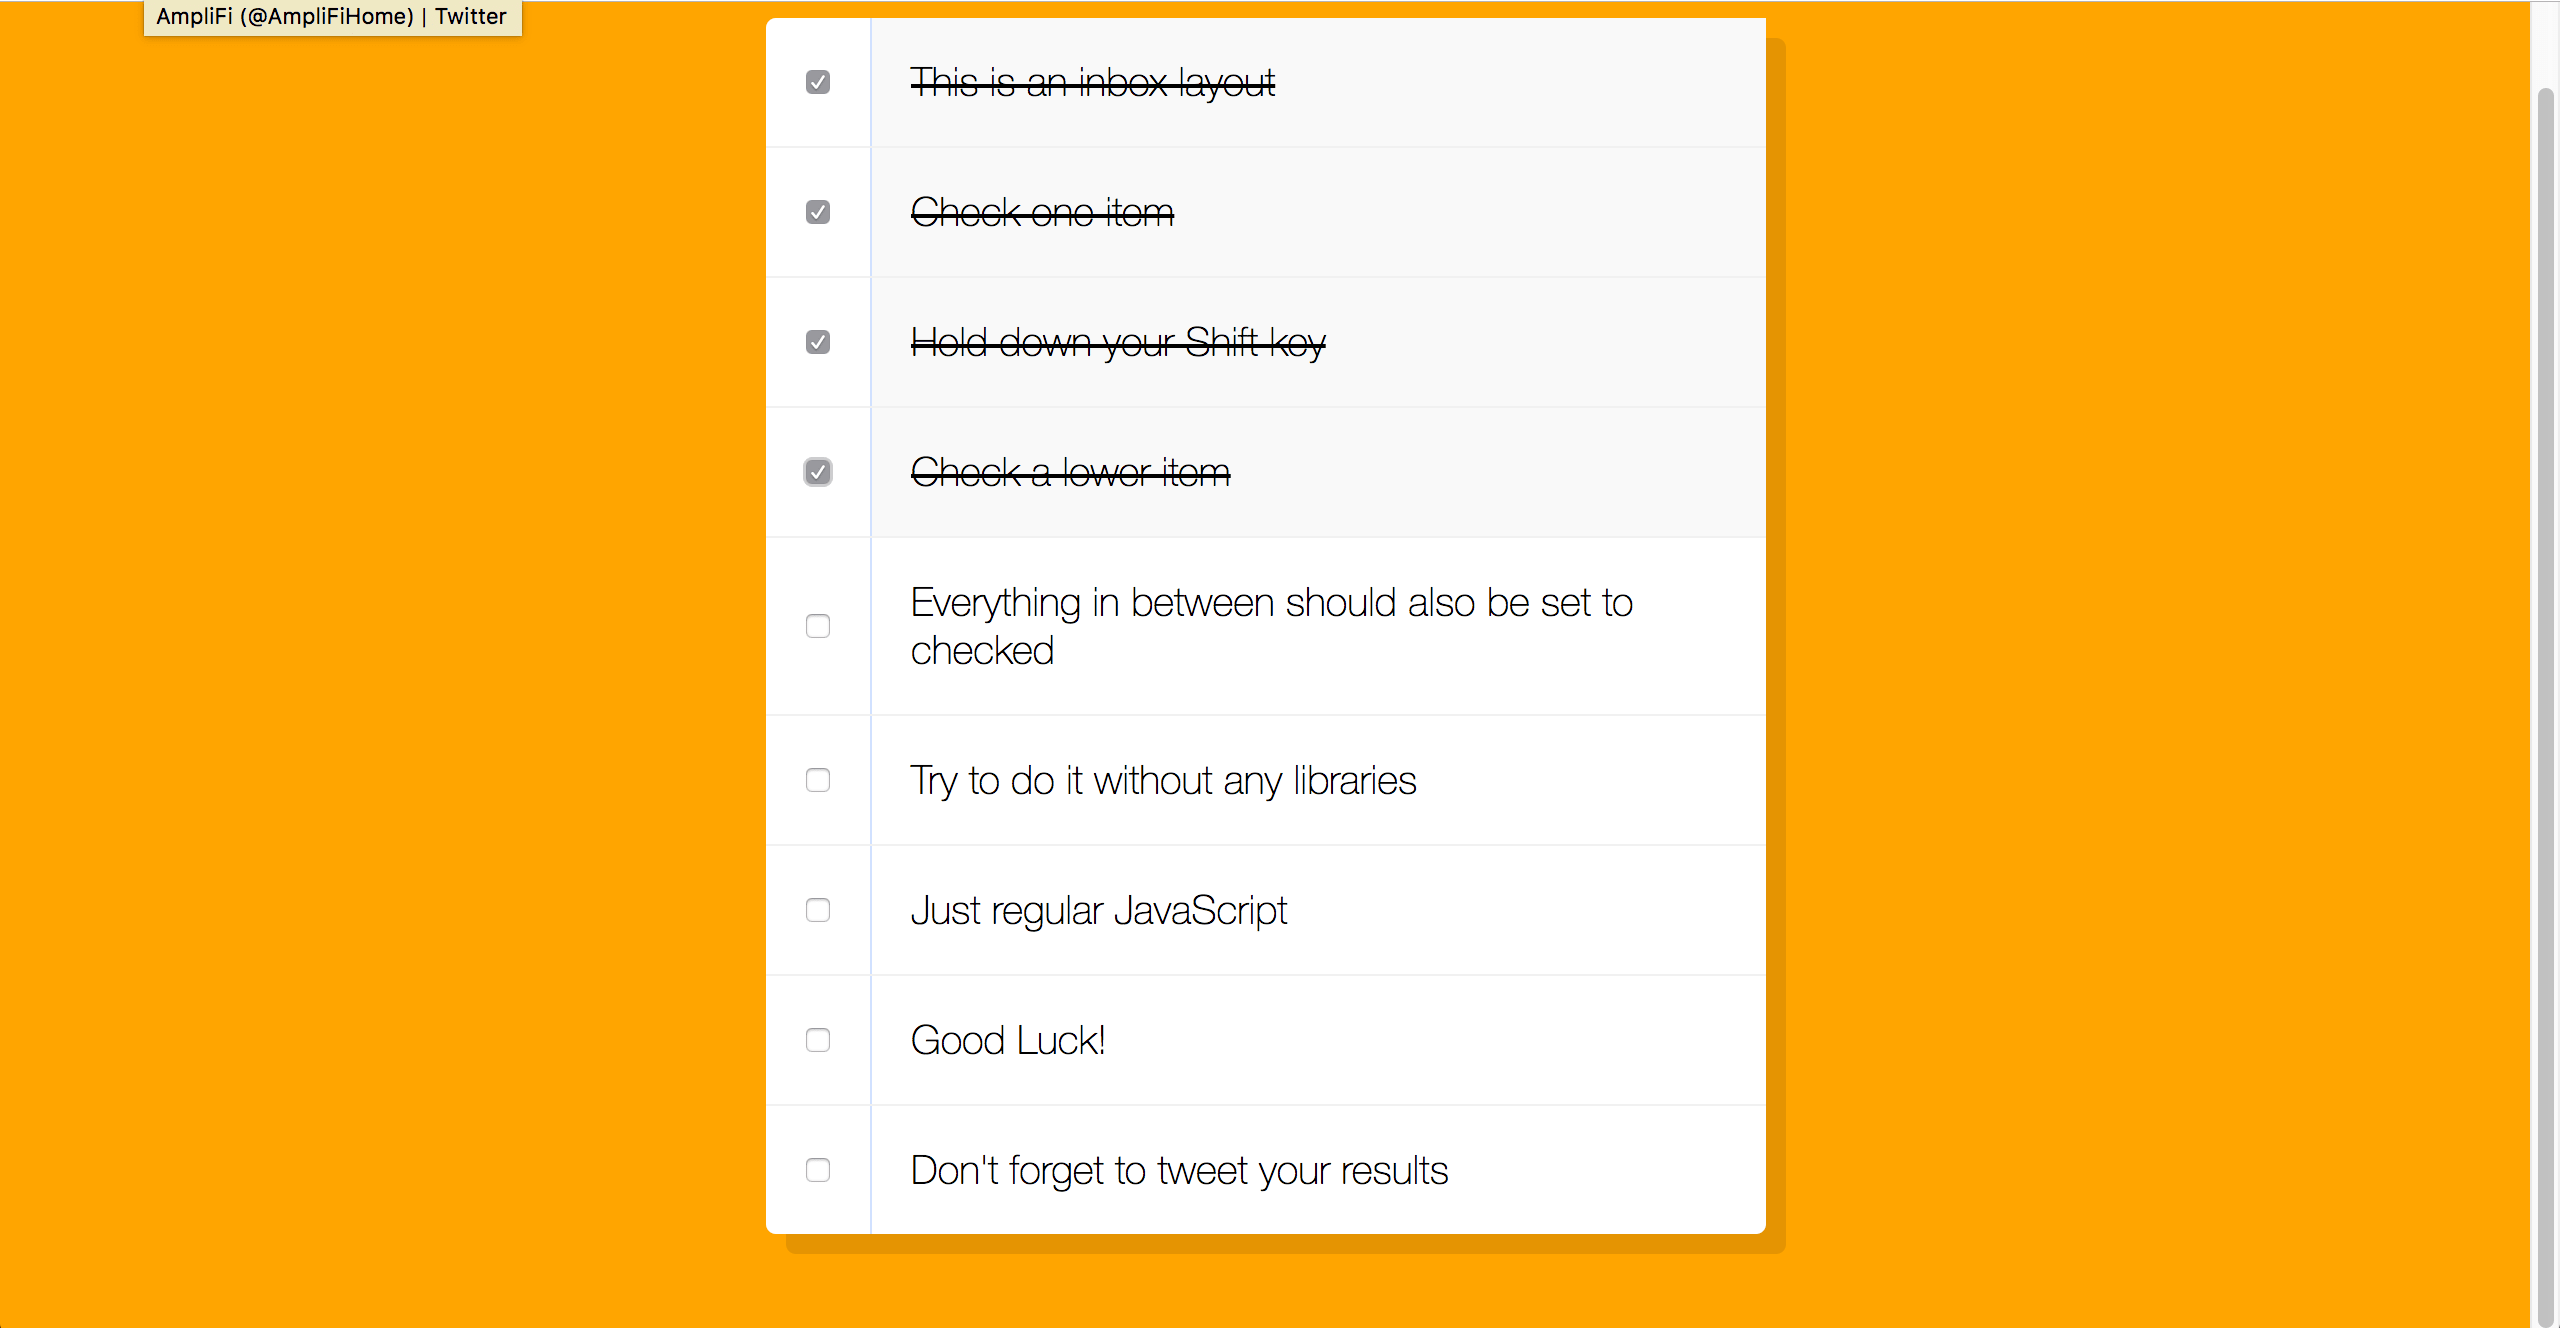 AmpliFi (@AmpliFiHome) | Twitter
This is an inbox layout
Check one item
Hold down your Shift key
Check a lower item
Everything in between should also be set to
checked
Try to do it without any libraries
Just regular JavaScript
Good Luck!
Don't forget to tweet your results